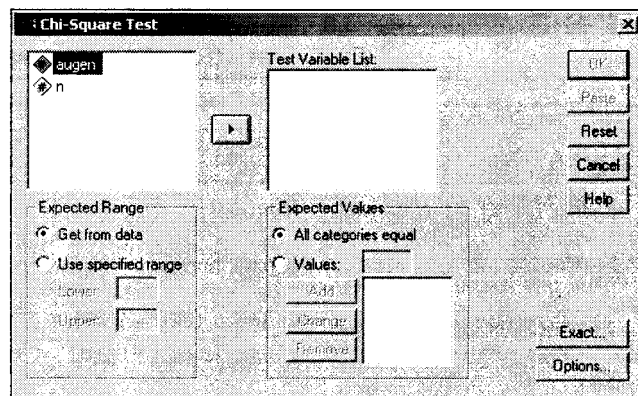 Chi-Square Test
augen
n
Test Variable List:
OK
Paste
Reset
Cancel
Help
Expected Range
Get from data
Use specified range
Lower:
Upper:
Expected Values
All categories equal
Values:
Add
Change
Remove
Exact...
Options...